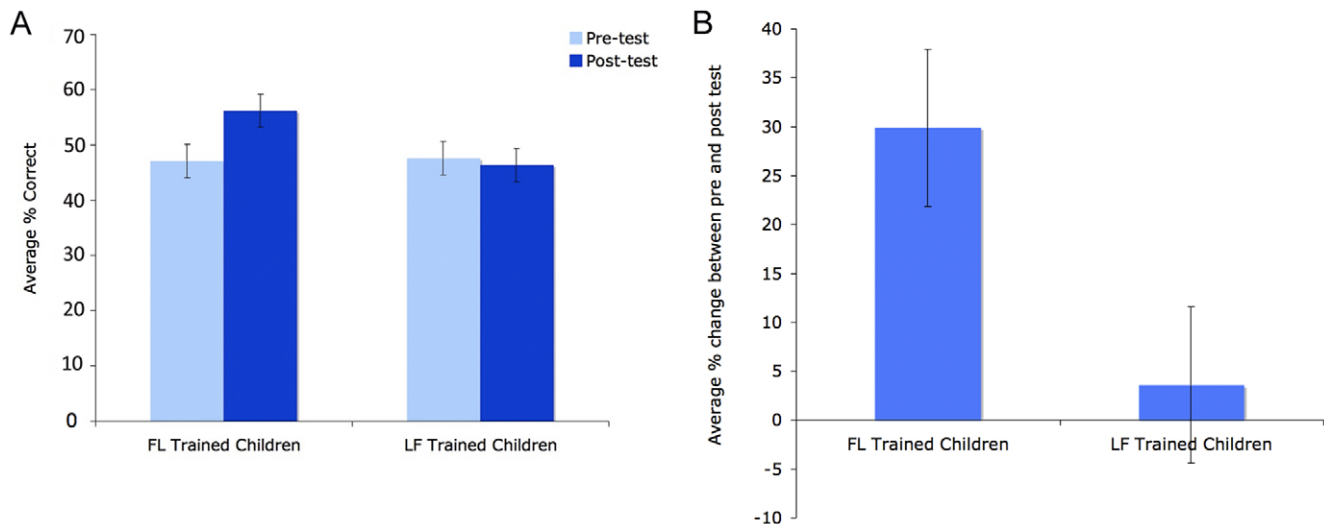 A
Average % Correct
70
60
50
40
30
20
10
0
Pre-test
Post-test
FL Trained Children
LF Trained Children
B
Average % change between pre and post test
40
35
30
25
20
15
10
5
0
-5
-10
FL Trained Children
LF Trained Children